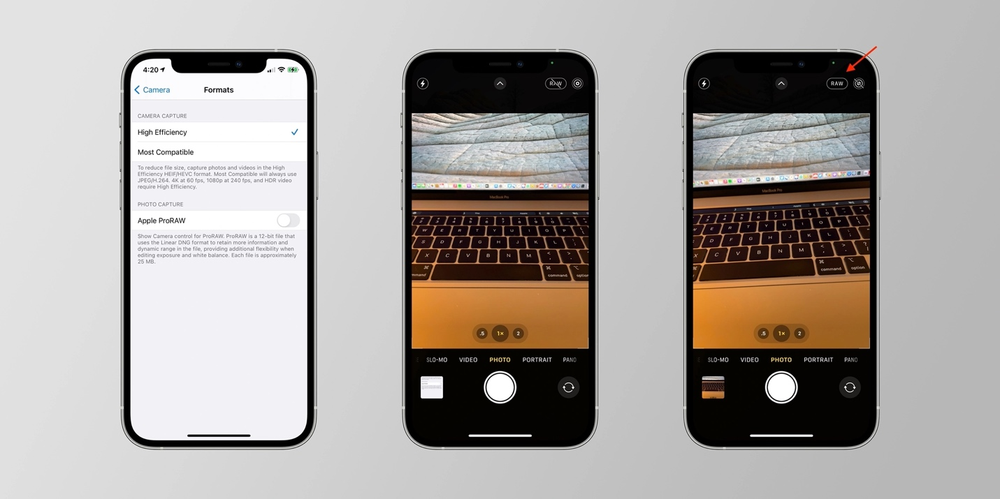 4:20
Camera
Formats
CAMERA CAPTURE
High Efficiency
Most Compatible
To reduce file size, capture photos and videos in the High
Efficiency HEIF/HEVC format. Most Compatible will always use
JPEG/H.264. 4K at 60 fps, 1080p at 240 fps, and HDR video
require High Efficiency.
PHOTO CAPTURE
Apple ProRAW
Show Camera control for ProRAW. ProRAW is a 12-bit file that
uses the Linear DNG format to retain more information and
dynamic range in the file, providing additional flexibility when
editing exposure and white balance. Each file is approximately
25 MB.
RAW
MacBook Pro
W E R T Y U I O P
S D F G H J K L
X C V B N M
command
command
option
.5 1× 2
SLO-MO VIDEO PHOTO PORTRAIT PANO
RAW
MacBook Pro
W E R T Y U I O P
S D F G H J K L
X C V B N M
command
option
.5 1× 2
SLO-MO VIDEO PHOTO PORTRAIT PANO